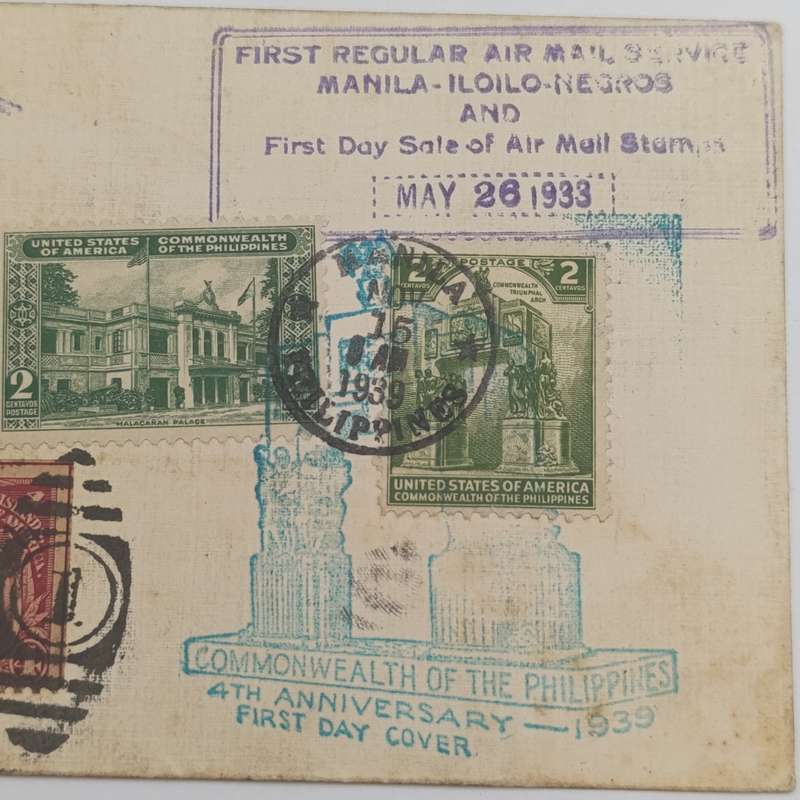 FIRST REGULAR AIR MAIL SERVICE
MANILA-ILOILO-NEGROS
AND
First Day Sale of Air Mail Stamps
MAY 26 1933
UNITED STATES OF AMERICA
COMMONWEALTH OF THE PHILIPPINES
2
CENTAVOS
POSTAGE
MALACAÑAN PALACE
MANILA
NOV
15
8 AM
1939
PHILIPPINES
POSTAGE
2
CENTAVOS
2
CENTAVOS
COMMONWEALTH
TRIUMPHAL
ARCH
UNITED STATES OF AMERICA
COMMONWEALTH OF THE PHILIPPINES
COMMONWEALTH OF THE PHILIPPINES
4TH ANNIVERSARY — 1939
FIRST DAY COVER